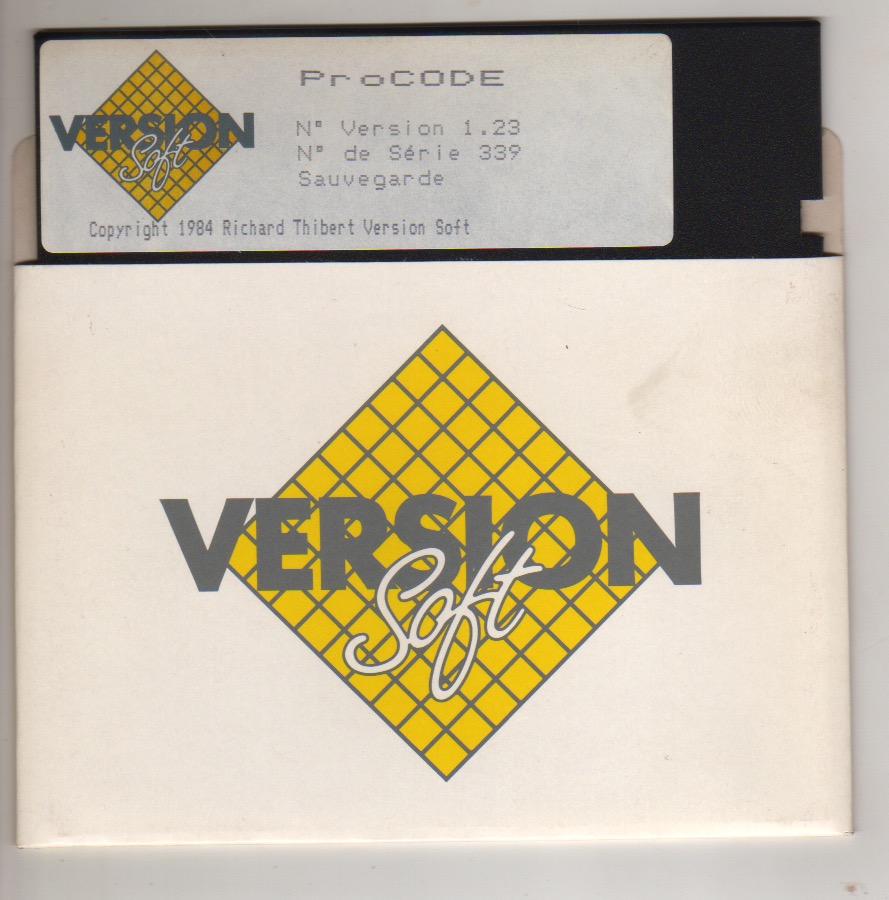 VERSION
Soft
ProCODE
N° Version 1.23
N° de Série 339
Sauvegarde
Copyright 1984 Richard Thibert Version Soft
VERSION
Soft